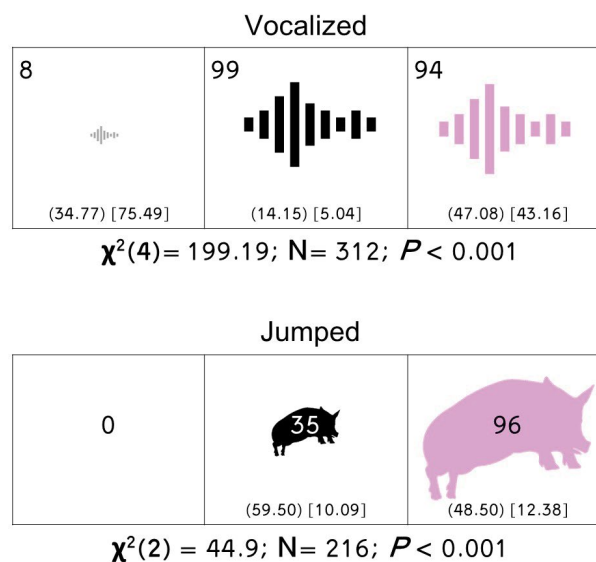 Vocalized
8 99 94
(34.77) [75.49] (14.15) [5.04] (47.08) [43.16]
χ²(4)= 199.19; N= 312; P < 0.001
Jumped
0 35 96
(59.50) [10.09] (48.50) [12.38]
χ²(2) = 44.9; N= 216; P < 0.001